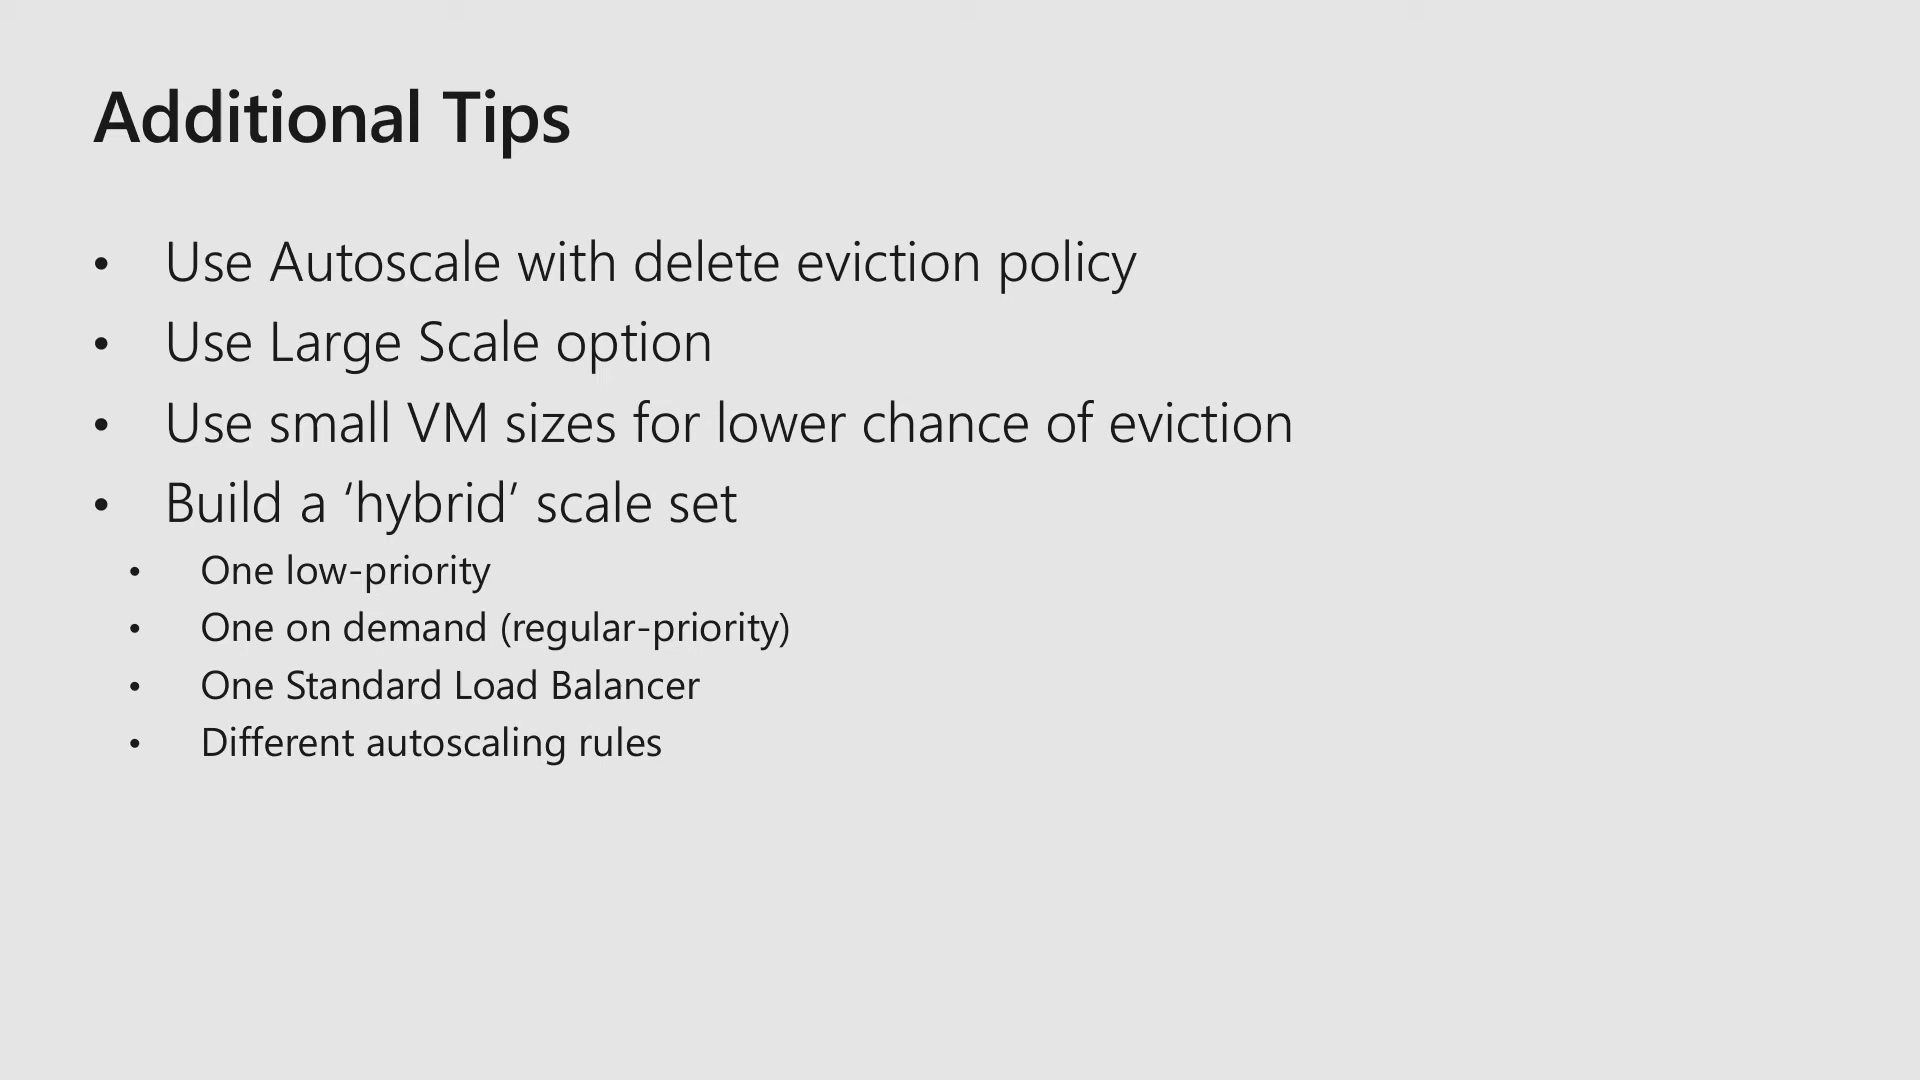 Additional Tips
• Use Autoscale with delete eviction policy
• Use Large Scale option
• Use small VM sizes for lower chance of eviction
• Build a ‘hybrid’ scale set
• One low-priority
• One on demand (regular-priority)
• One Standard Load Balancer
• Different autoscaling rules